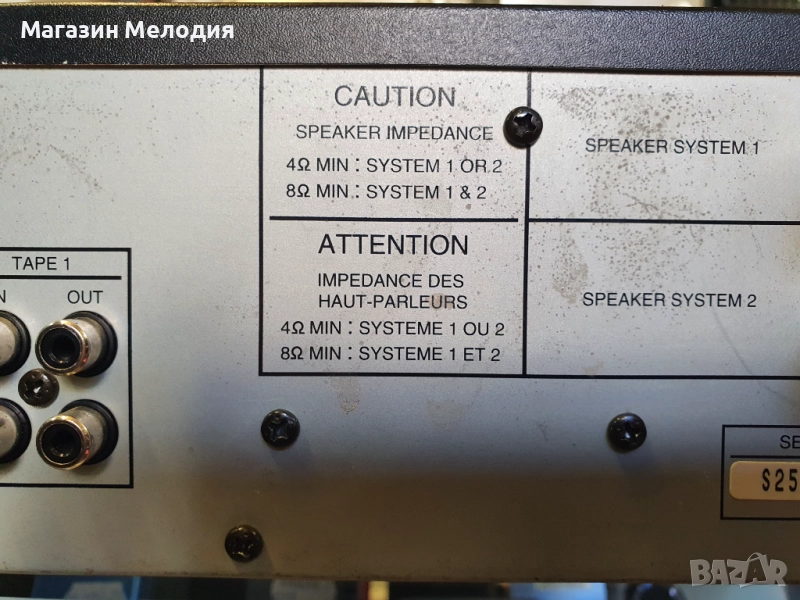 Магазин Мелодия
CAUTION
SPEAKER IMPEDANCE
4Ω MIN : SYSTEM 1 OR 2
8Ω MIN : SYSTEM 1 & 2
ATTENTION
IMPEDANCE DES
HAUT-PARLEURS
4Ω MIN : SYSTEME 1 OU 2
8Ω MIN : SYSTEME 1 ET 2
SPEAKER SYSTEM 1
SPEAKER SYSTEM 2
TAPE 1
OUT
BAZAR